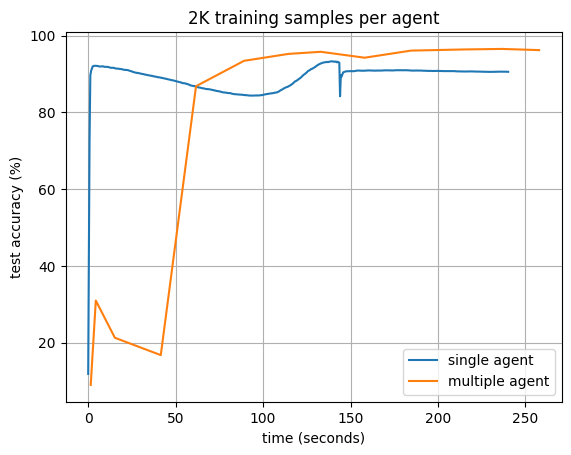 2K training samples per agent
test accuracy (%)
100
80
60
40
20
0
50
100
150
200
250
time (seconds)
single agent
multiple agent